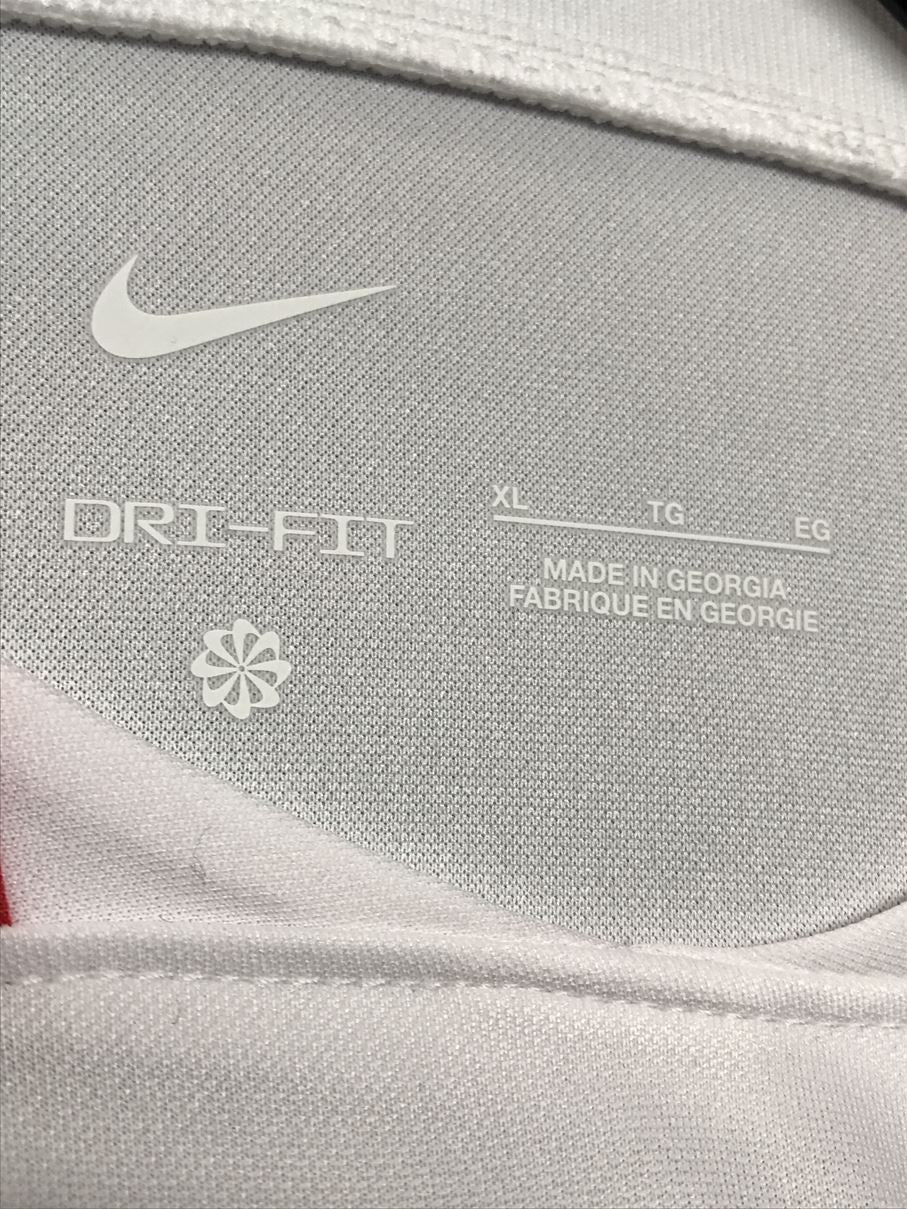 DRI-FIT
XL TG EG
MADE IN GEORGIA
FABRIQUE EN GEORGIE